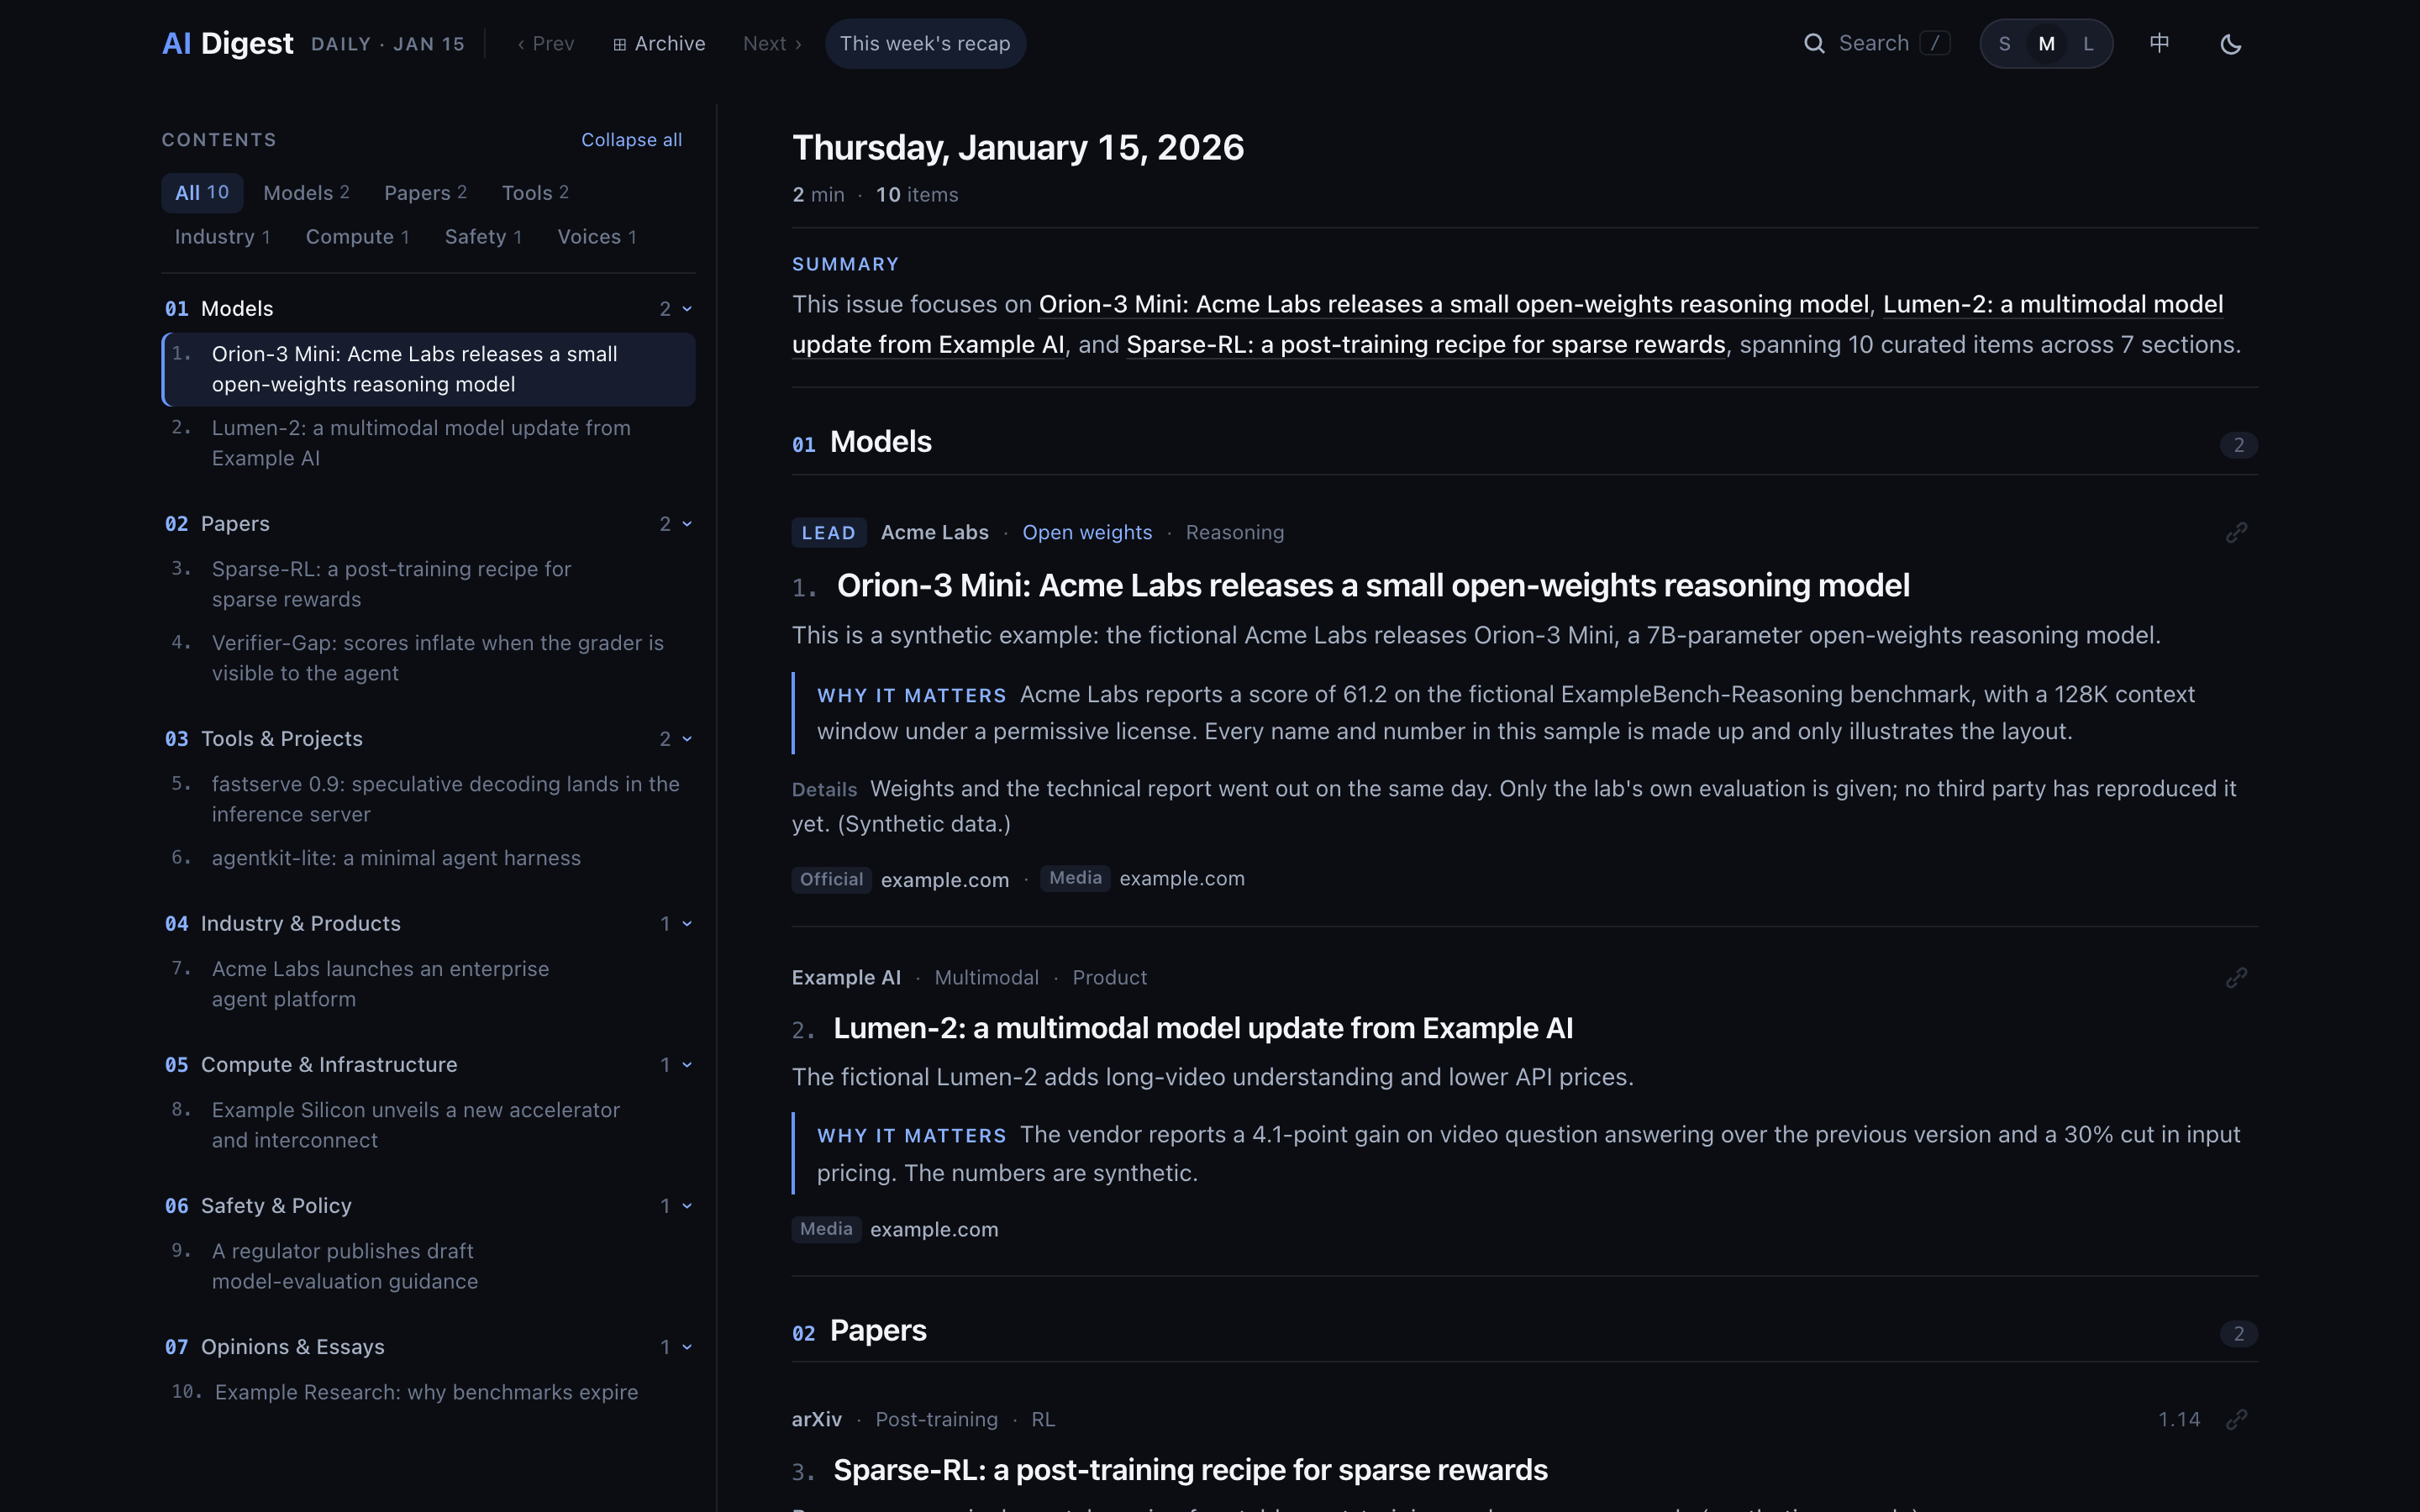 AI Digest DAILY · JAN 15 ‹ Prev Archive Next › This week's recap Search / S M L 中
CONTENTS Collapse all
All 10 Models 2 Papers 2 Tools 2
Industry 1 Compute 1 Safety 1 Voices 1
01 Models 2
1. Orion-3 Mini: Acme Labs releases a small
open-weights reasoning model
2. Lumen-2: a multimodal model update from
Example AI
02 Papers 2
3. Sparse-RL: a post-training recipe for
sparse rewards
4. Verifier-Gap: scores inflate when the grader is
visible to the agent
03 Tools & Projects 2
5. fastserve 0.9: speculative decoding lands in the
inference server
6. agentkit-lite: a minimal agent harness
04 Industry & Products 1
7. Acme Labs launches an enterprise
agent platform
05 Compute & Infrastructure 1
8. Example Silicon unveils a new accelerator
and interconnect
06 Safety & Policy 1
9. A regulator publishes draft
model-evaluation guidance
07 Opinions & Essays 1
10. Example Research: why benchmarks expire
Thursday, January 15, 2026
2 min · 10 items
SUMMARY
This issue focuses on Orion-3 Mini: Acme Labs releases a small open-weights reasoning model, Lumen-2: a multimodal model
update from Example AI, and Sparse-RL: a post-training recipe for sparse rewards, spanning 10 curated items across 7 sections.
01 Models 2
LEAD Acme Labs · Open weights · Reasoning
1. Orion-3 Mini: Acme Labs releases a small open-weights reasoning model
This is a synthetic example: the fictional Acme Labs releases Orion-3 Mini, a 7B-parameter open-weights reasoning model.
WHY IT MATTERS Acme Labs reports a score of 61.2 on the fictional ExampleBench-Reasoning benchmark, with a 128K context
window under a permissive license. Every name and number in this sample is made up and only illustrates the layout.
Details Weights and the technical report went out on the same day. Only the lab's own evaluation is given; no third party has reproduced it
yet. (Synthetic data.)
Official example.com · Media example.com
Example AI · Multimodal · Product
2. Lumen-2: a multimodal model update from Example AI
The fictional Lumen-2 adds long-video understanding and lower API prices.
WHY IT MATTERS The vendor reports a 4.1-point gain on video question answering over the previous version and a 30% cut in input
pricing. The numbers are synthetic.
Media example.com
02 Papers 2
arXiv · Post-training · RL 1.14
3. Sparse-RL: a post-training recipe for sparse rewards